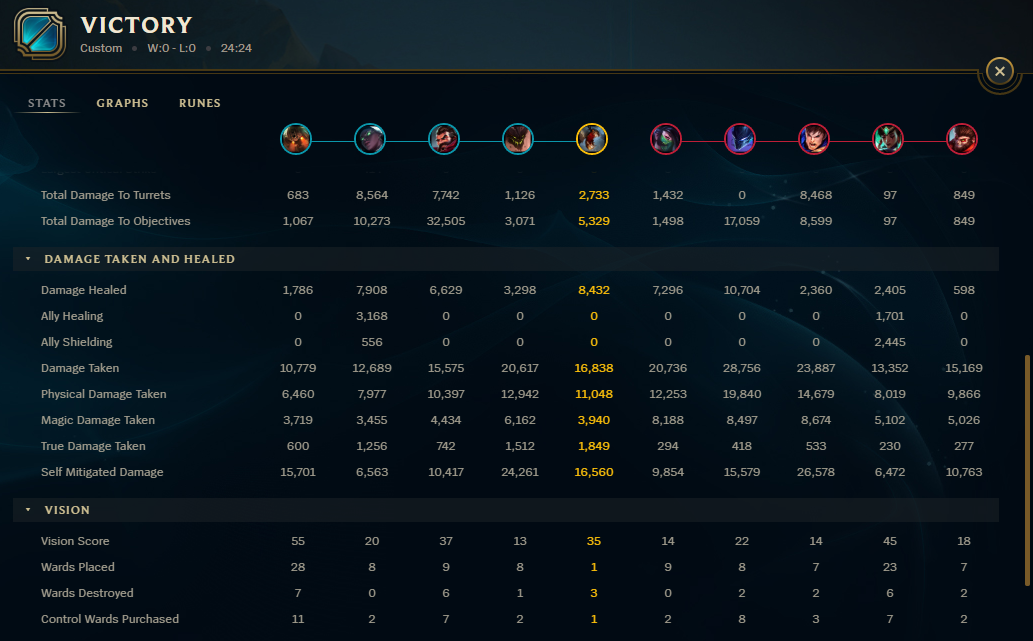 VICTORY
Custom • W:0 - L:0 • 24:24
STATS GRAPHS RUNES
Total Damage To Turrets 683 8,564 7,742 1,126 2,733 1,432 0 8,468 97 849
Total Damage To Objectives 1,067 10,273 32,505 3,071 5,329 1,498 17,059 8,599 97 849
DAMAGE TAKEN AND HEALED
Damage Healed 1,786 7,908 6,629 3,298 8,432 7,296 10,704 2,360 2,405 598
Ally Healing 0 3,168 0 0 0 0 0 0 1,701 0
Ally Shielding 0 556 0 0 0 0 0 0 2,445 0
Damage Taken 10,779 12,689 15,575 20,617 16,838 20,736 28,756 23,887 13,352 15,169
Physical Damage Taken 6,460 7,977 10,397 12,942 11,048 12,253 19,840 14,679 8,019 9,866
Magic Damage Taken 3,719 3,455 4,434 6,162 3,940 8,188 8,497 8,674 5,102 5,026
True Damage Taken 600 1,256 742 1,512 1,849 294 418 533 230 277
Self Mitigated Damage 15,701 6,563 10,417 24,261 16,560 9,854 15,579 26,578 6,472 10,763
VISION
Vision Score 55 20 37 13 35 14 22 14 45 18
Wards Placed 28 8 9 8 1 9 8 7 23 7
Wards Destroyed 7 0 6 1 3 0 2 2 6 2
Control Wards Purchased 11 2 7 2 1 2 8 3 7 2